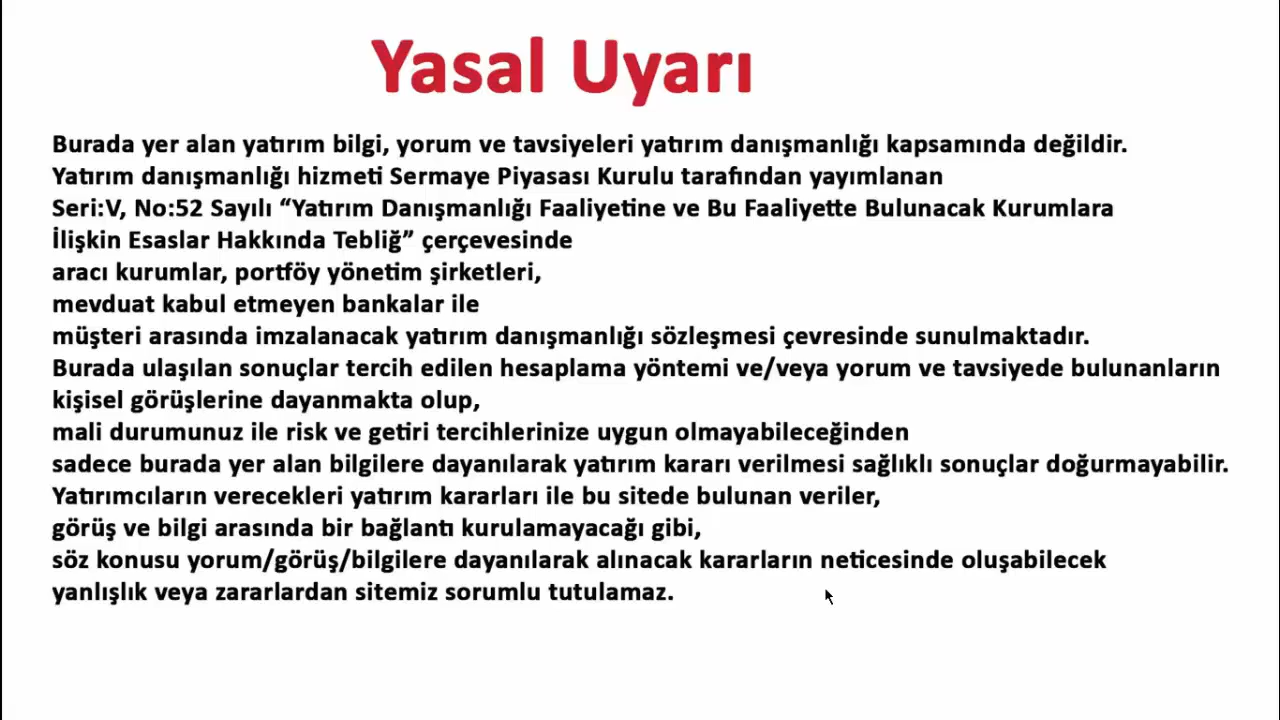 Yasal Uyarı
Burada yer alan yatırım bilgi, yorum ve tavsiyeleri yatırım danışmanlığı kapsamında değildir.
Yatırım danışmanlığı hizmeti Sermaye Piyasası Kurulu tarafından yayımlanan
Seri:V, No:52 Sayılı “Yatırım Danışmanlığı Faaliyetine ve Bu Faaliyette Bulunacak Kurumlara
İlişkin Esaslar Hakkında Tebliğ” çerçevesinde
aracı kurumlar, portföy yönetim şirketleri,
mevduat kabul etmeyen bankalar ile
müşteri arasında imzalanacak yatırım danışmanlığı sözleşmesi çevresinde sunulmaktadır.
Burada ulaşılan sonuçlar tercih edilen hesaplama yöntemi ve/veya yorum ve tavsiyede bulunanların
kişisel görüşlerine dayanmakta olup,
mali durumunuz ile risk ve getiri tercihlerinize uygun olmayabileceğinden
sadece burada yer alan bilgilere dayanılarak yatırım kararı verilmesi sağlıklı sonuçlar doğurmayabilir.
Yatırımcıların verecekleri yatırım kararları ile bu sitede bulunan veriler,
görüş ve bilgi arasında bir bağlantı kurulamayacağı gibi,
söz konusu yorum/görüş/bilgilere dayanılarak alınacak kararların neticesinde oluşabilecek
yanlışlık veya zararlardan sitemiz sorumlu tutulamaz.